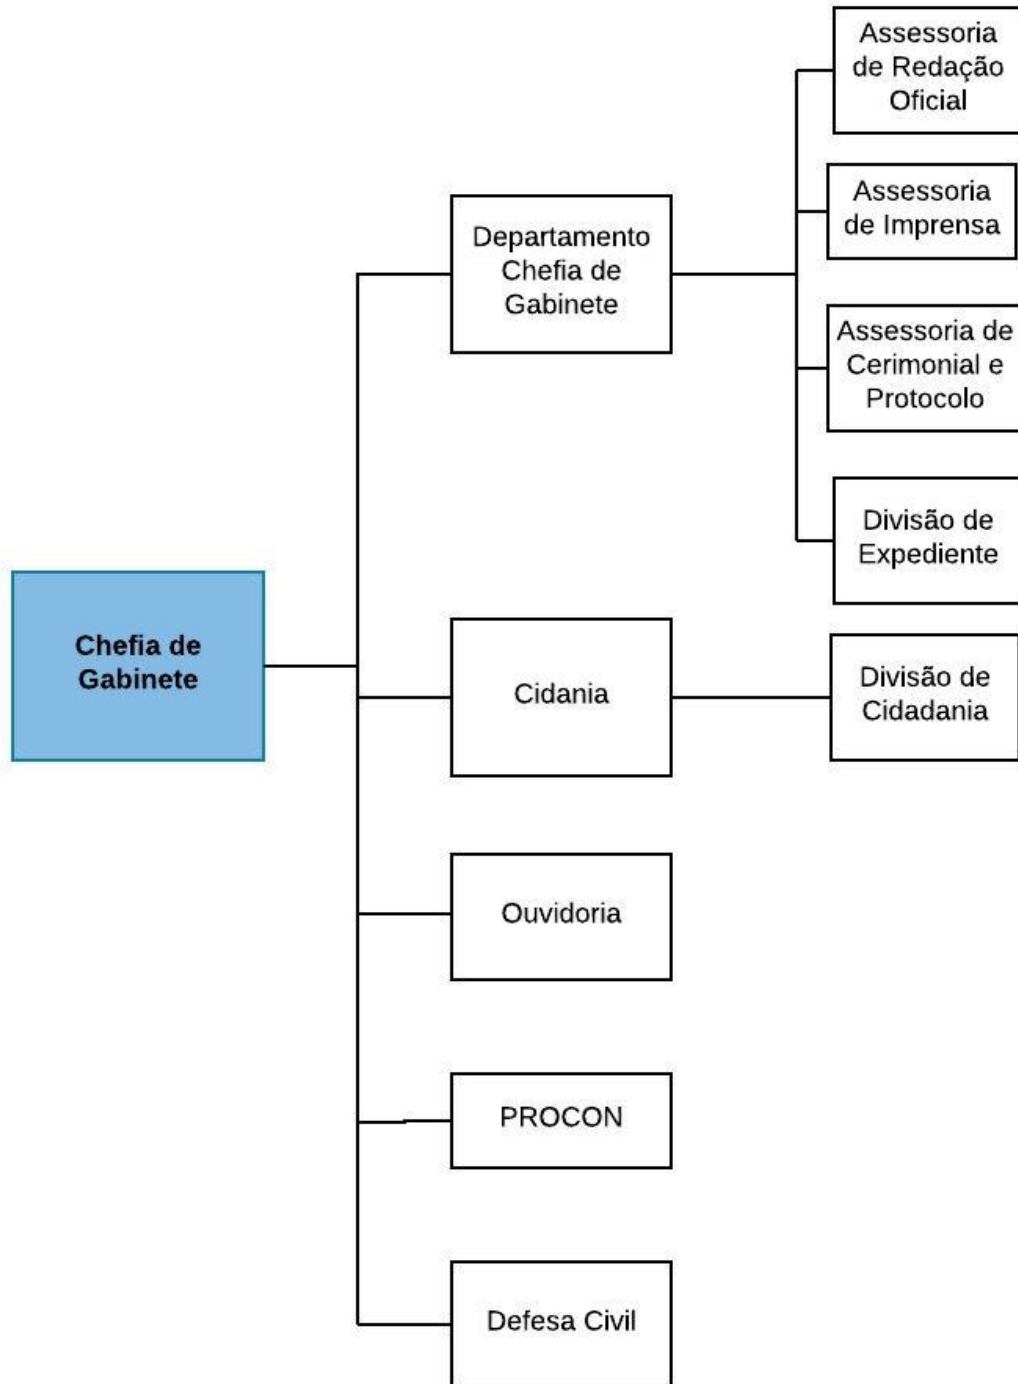 Assessoria
de Redação
Oficial
Assessoria
de Imprensa
Departamento
Chefia de
Gabinete
Assessoria de
Cerimonial e
Protocolo
Divisão de
Expediente
Chefia de
Gabinete
Cidania
Divisão de
Cidadania
Ouvidoria
PROCON
Defesa Civil